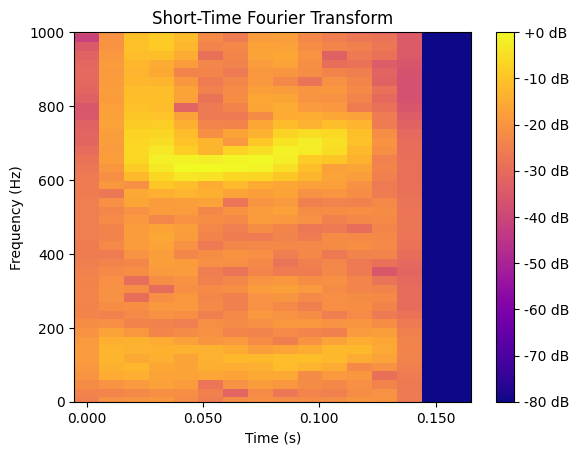 Short-Time Fourier Transform
1000
800
600
400
200
0
Frequency (Hz)
0.000
0.050
0.100
0.150
Time (s)
+0 dB
-10 dB
-20 dB
-30 dB
-40 dB
-50 dB
-60 dB
-70 dB
-80 dB